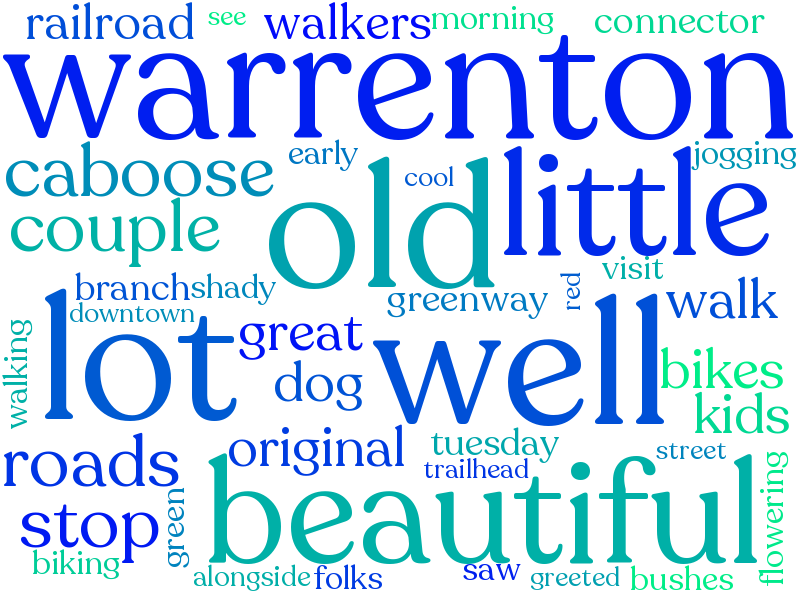 railroad see walkers morning connector
warrenton
caboose early cool little jogging
couple old visit
branch shady greenway red walk
downtown
walking lot great dog well bikes
kids
roads original tuesday street
trailhead
stop green beautiful flowering
biking alongside folks saw greeted bushes